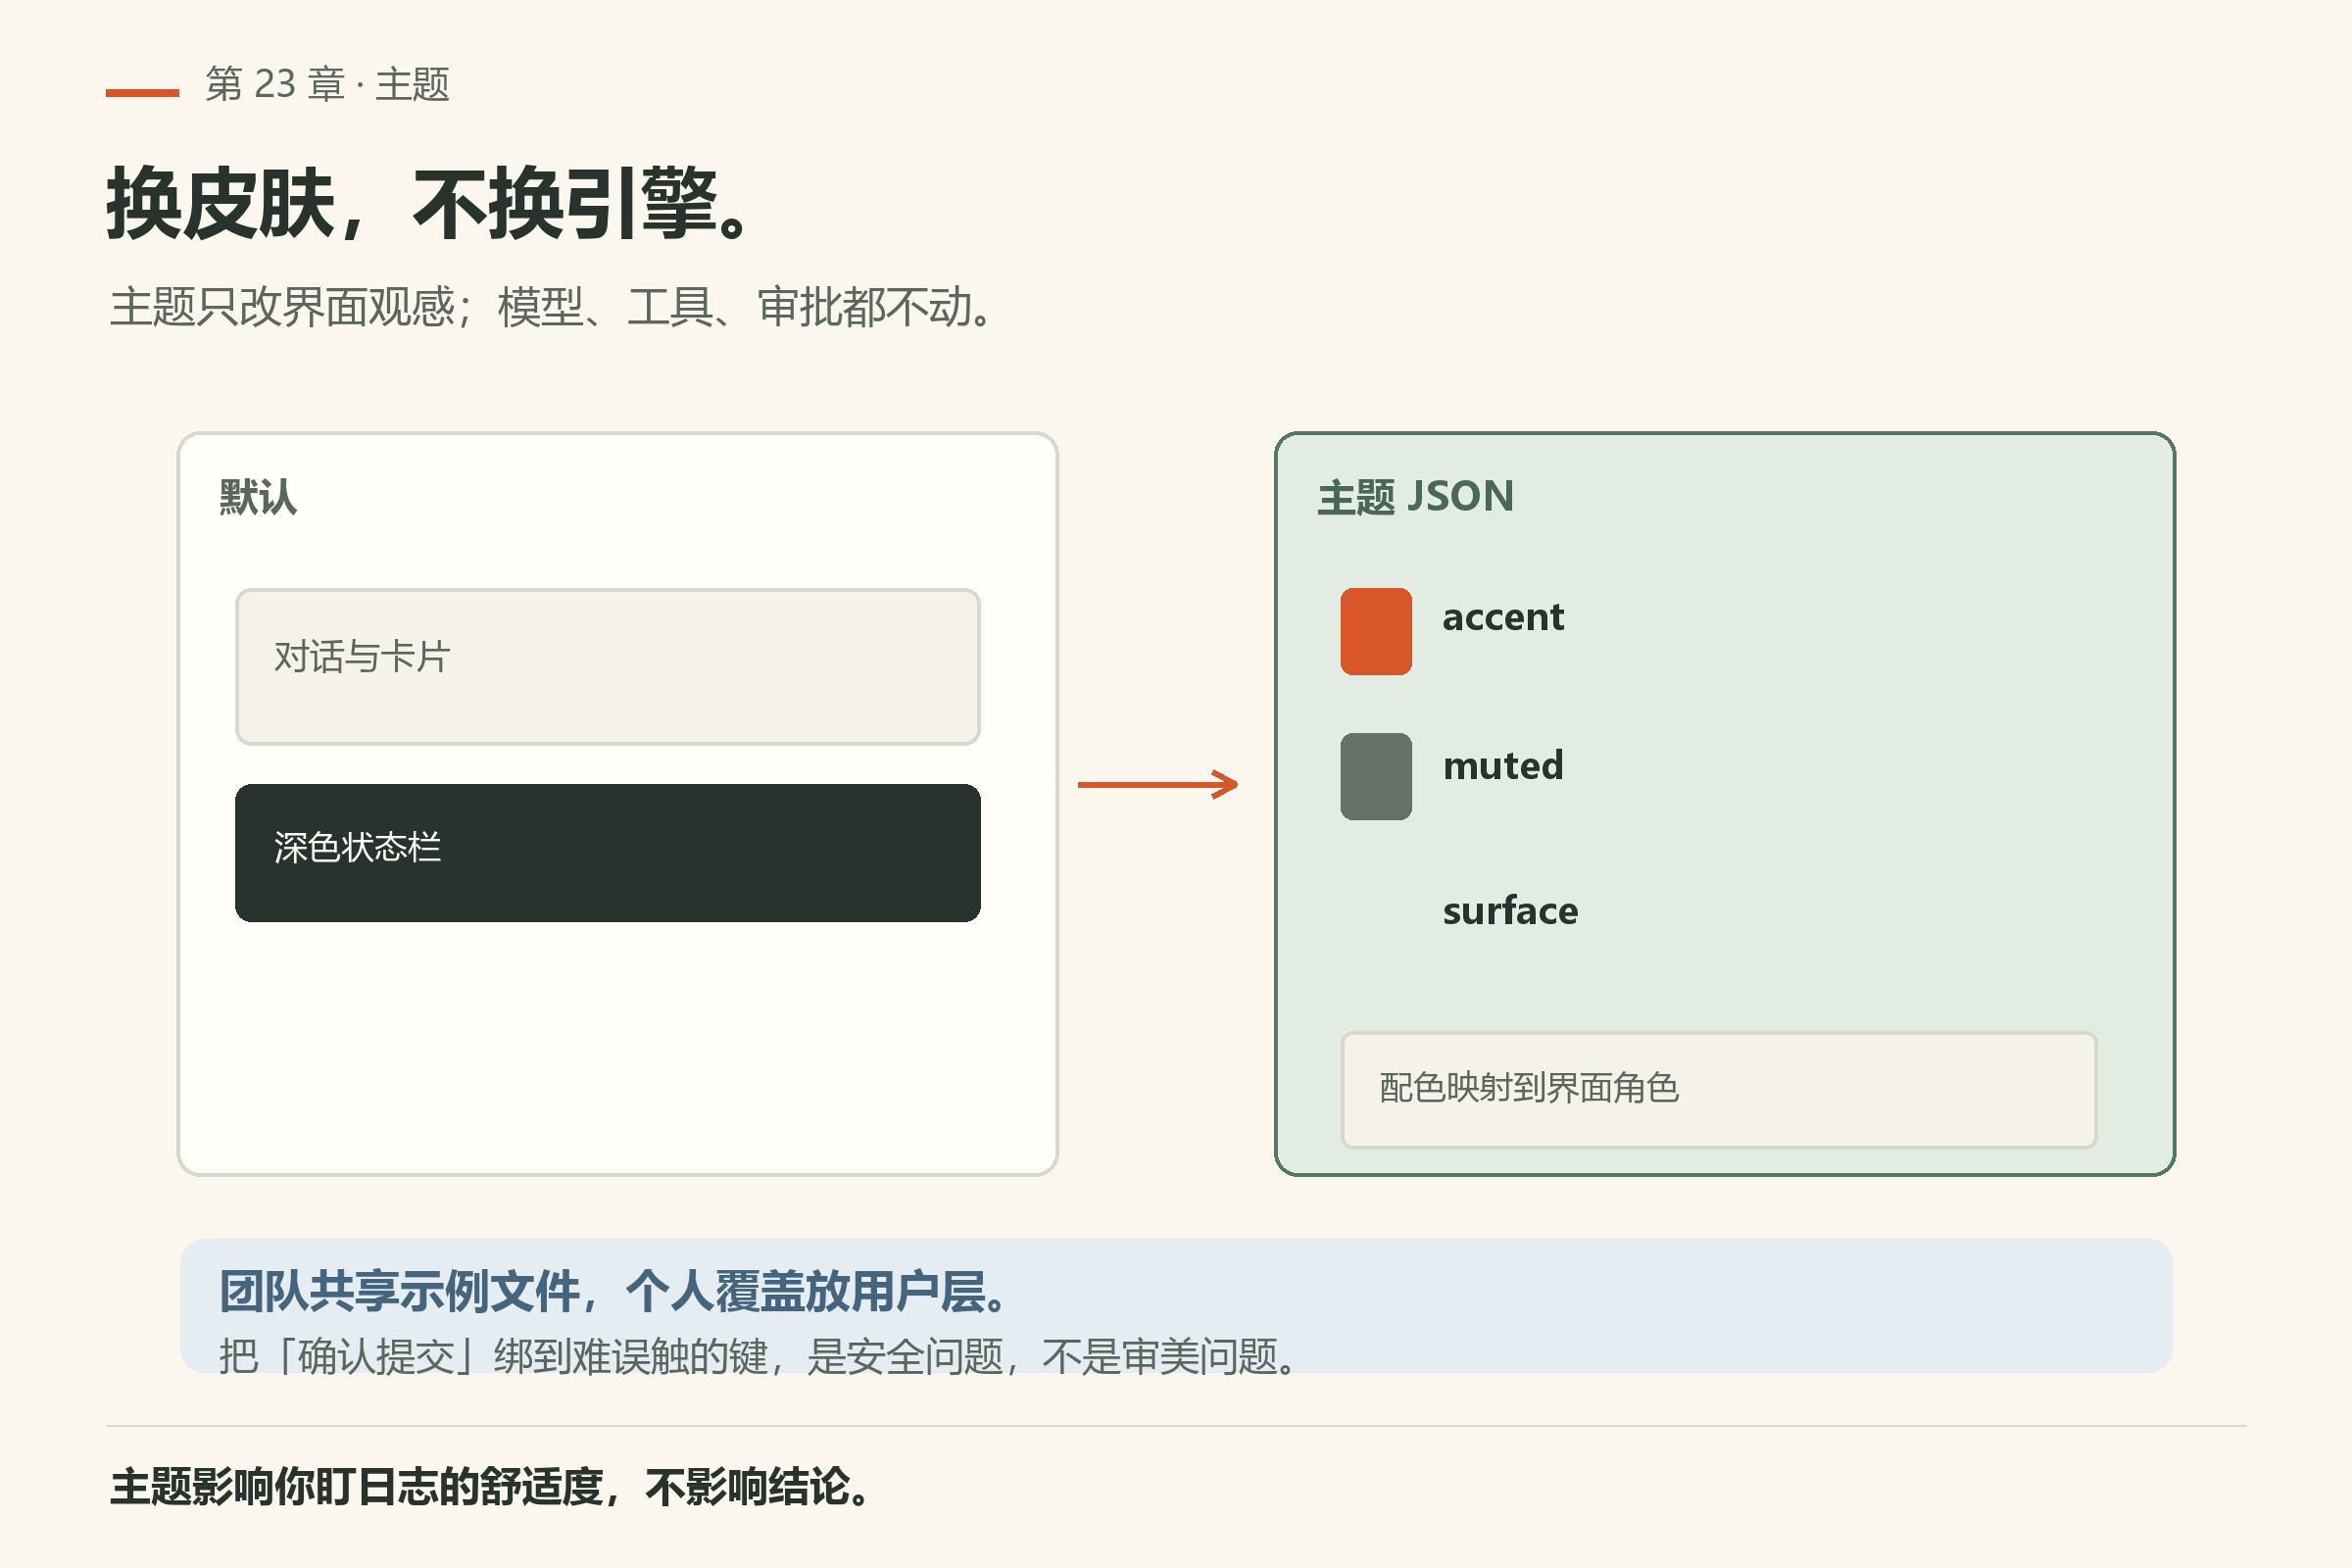 第 23 章 · 主题
换皮肤，不换引擎。
主题只改界面观感；模型、工具、审批都不动。
默认
对话与卡片
深色状态栏
主题 JSON
accent
muted
surface
配色映射到界面角色
团队共享示例文件，个人覆盖放用户层。
把「确认提交」绑到难误触的键，是安全问题，不是审美问题。
主题影响你盯日志的舒适度，不影响结论。